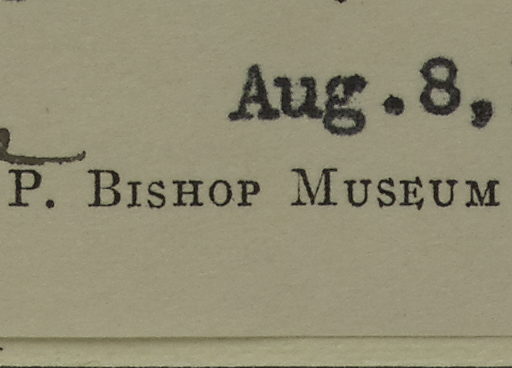 Aug. 8,
P. BISHOP MUSEUM